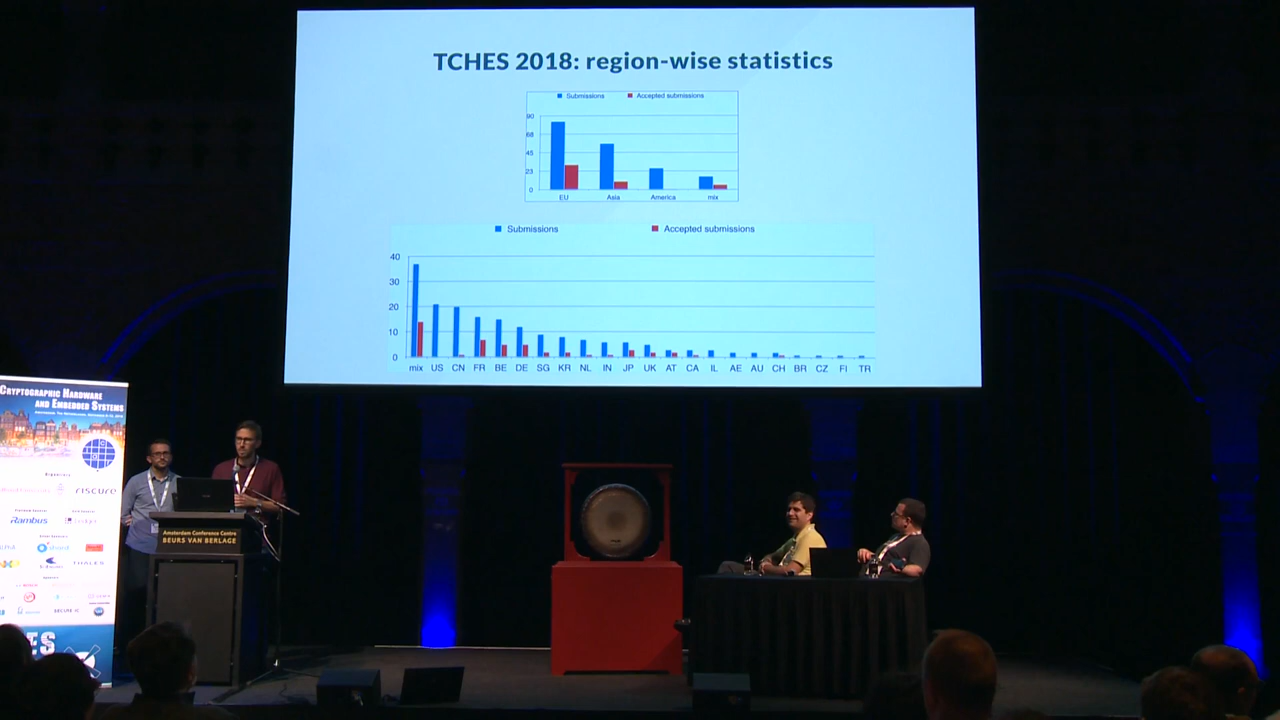 TCHES 2018: region-wise statistics
Submissions Accepted submissions
90
68
45
23
0
EU Asia America mix
Submissions Accepted submissions
40
30
20
10
0
mix US CN FR BE DE SG KR NL IN JP UK AT CA IL AE AU CH BR CZ FI TR
Cryptographic Hardware
and Embedded Systems
riscure
Rambus
THALES
Amsterdam Conference Centre
BEURS VAN BERLAGE